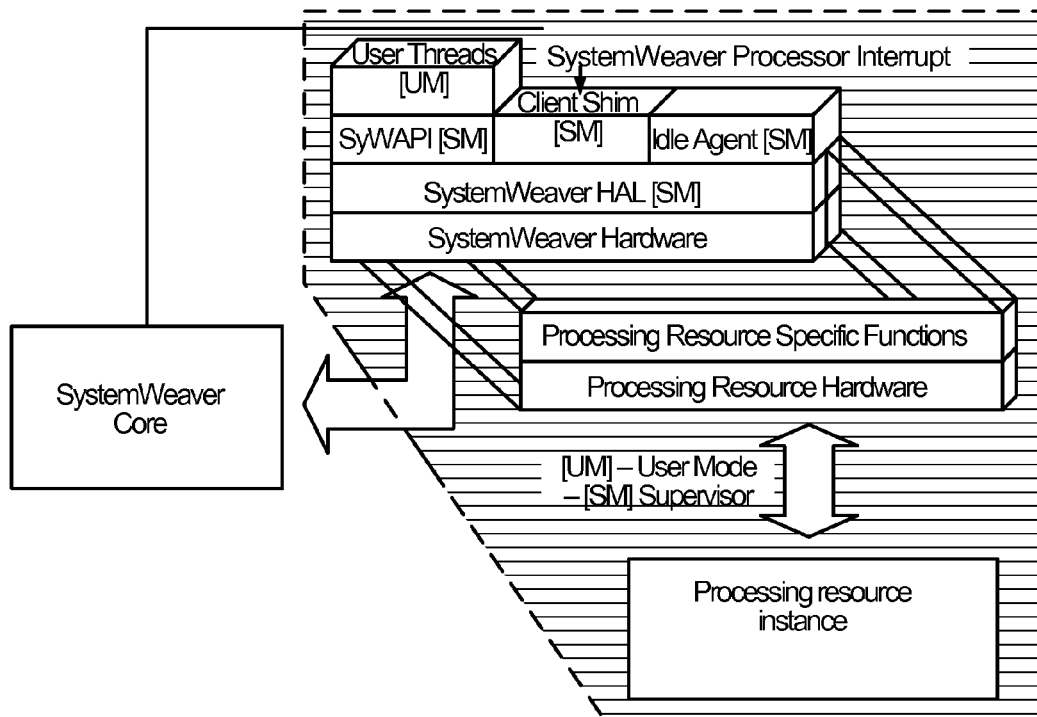 User Threads
[UM]
SystemWeaver Processor Interrupt
Client Shim
[SM]
SyWAPI [SM]
Idle Agent [SM]
SystemWeaver HAL [SM]
SystemWeaver Hardware
Processing Resource Specific Functions
Processing Resource Hardware
SystemWeaver
Core
[UM] – User Mode
– [SM] Supervisor
Processing resource
instance